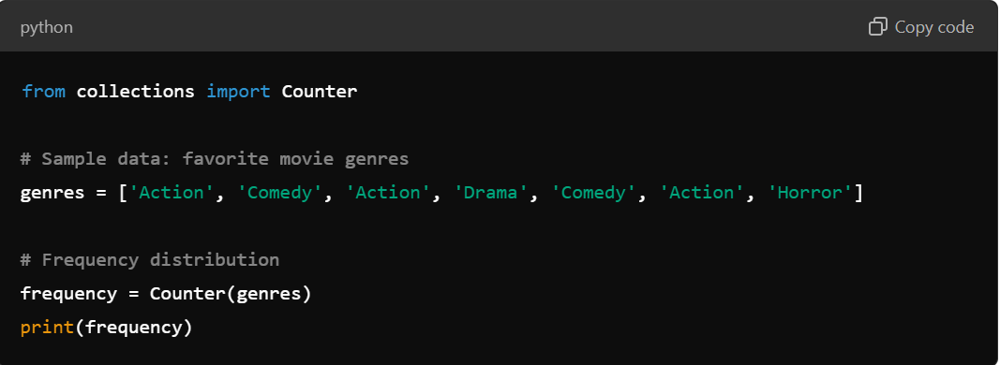 python
Copy code
from collections import Counter
# Sample data: favorite movie genres
genres = ['Action', 'Comedy', 'Action', 'Drama', 'Comedy', 'Action', 'Horror']
# Frequency distribution
frequency = Counter(genres)
print(frequency)